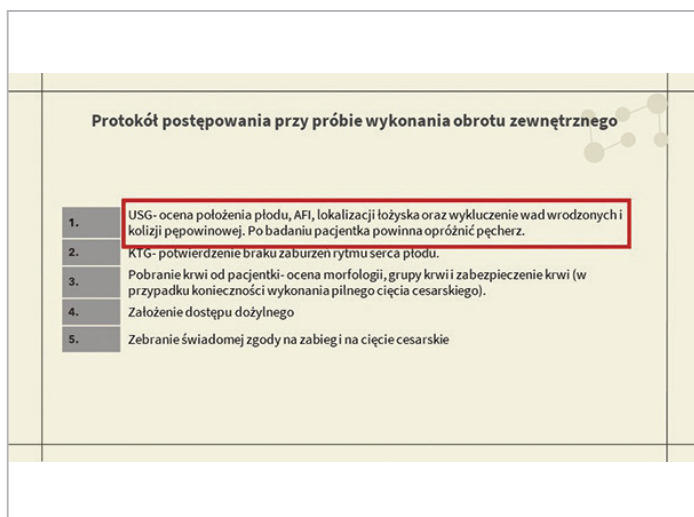 Protokół postępowania przy próbie wykonania obrotu zewnętrznego
1. USG- ocena położenia płodu, AFI, lokalizacji łożyska oraz wykluczenie wad wrodzonych i
kolizji pępowinowej. Po badaniu pacjentka powinna opróżnić pęcherz.
2. KTG- potwierdzenie braku zaburzeń rytmu serca płodu.
3. Pobranie krwi od pacjentki- ocena morfologii, grupy krwi i zabezpieczenie krwi (w
przypadku konieczności wykonania pilnego cięcia cesarskiego).
4. Założenie dostępu dożylnego
5. Zebranie świadomej zgody na zabieg i na cięcie cesarskie